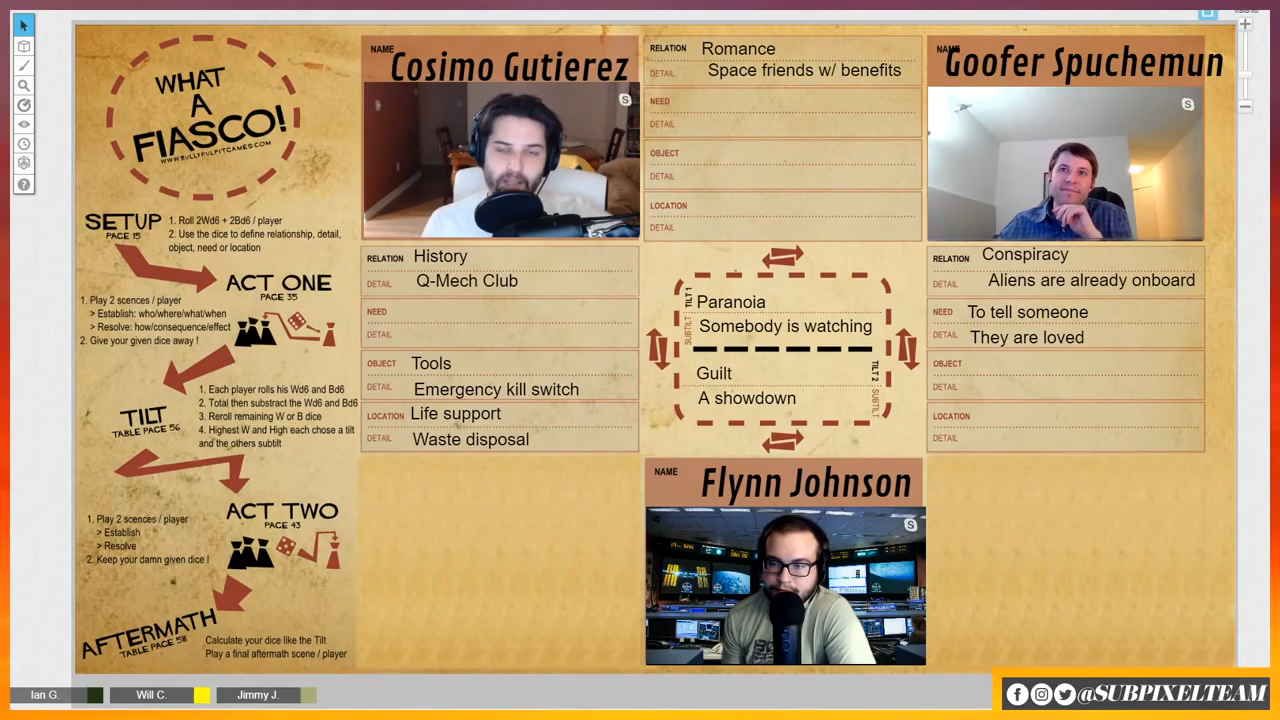 WHAT
A
FIASCO!
WWW.BULLYPULPITGAMES.COM
SETUP
PAGE 15
1. Roll 2Wd6 + 2Bd6 / player
2. Use the dice to define relationship, detail,
object, need or location
ACT ONE
PAGE 35
1. Play 2 scences / player
> Establish: who/where/what/when
> Resolve: how/consequence/effect
2. Give your given dice away !
TILT
TABLE PAGE 56
1. Each player rolls his Wd6 and Bd6
2. Total then substract the Wd6 and Bd6
3. Reroll remaining W or B dice
4. Highest W and High each chose a tilt
and the others subtilt
ACT TWO
PAGE 43
1. Play 2 scences / player
> Establish
> Resolve
2. Keep your damn given dice !
AFTERMATH
TABLE PAGE 58
Calculate your dice like the Tilt
Play a final aftermath scene / player
NAME
Cosimo Gutierez
RELATION Romance
DETAIL Space friends w/ benefits
NEED
DETAIL
OBJECT
DETAIL
LOCATION
DETAIL
NAME
Goofer Spuchemun
RELATION History
DETAIL Q-Mech Club
NEED
DETAIL
OBJECT Tools
DETAIL Emergency kill switch
LOCATION Life support
DETAIL Waste disposal
TILT 1 Paranoia
SUBTILT Somebody is watching
Guilt TILT 2
A showdown SUBTILT
RELATION Conspiracy
DETAIL Aliens are already onboard
NEED To tell someone
DETAIL They are loved
OBJECT
DETAIL
LOCATION
DETAIL
NAME Flynn Johnson
Ian G.
Will C.
Jimmy J.
@SUBPIXELTEAM